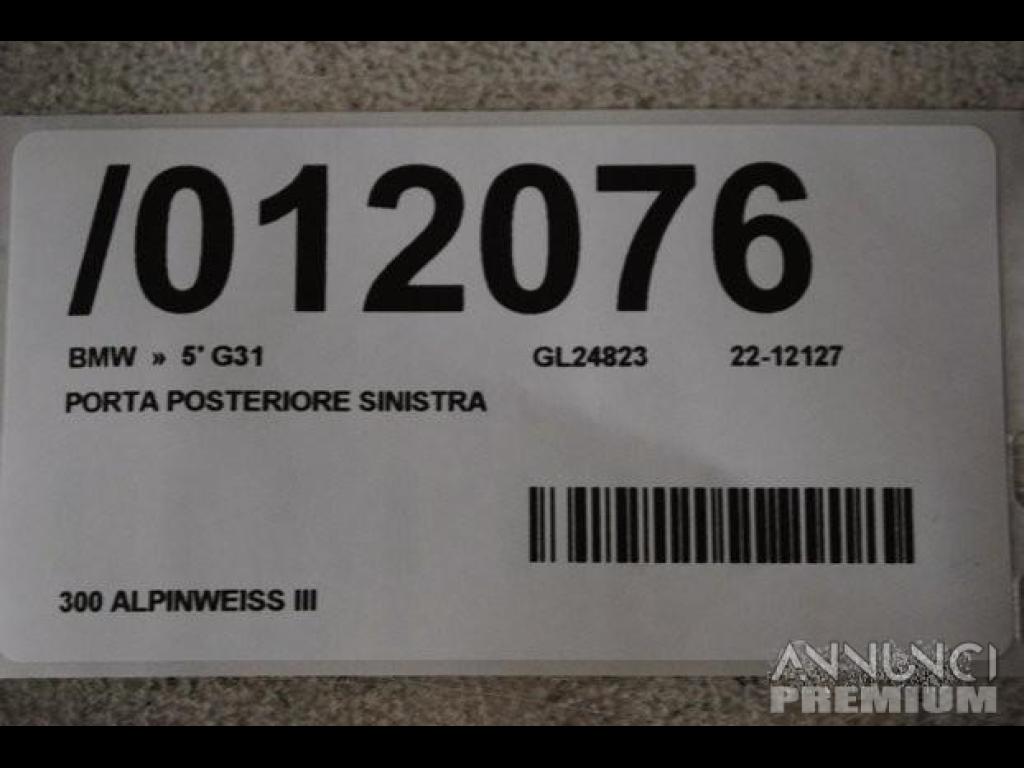 /012076
BMW » 5* G31 GL24823 22-12127
PORTA POSTERIORE SINISTRA
300 ALPINWEISS III
ANNUNCI
PREMIUM